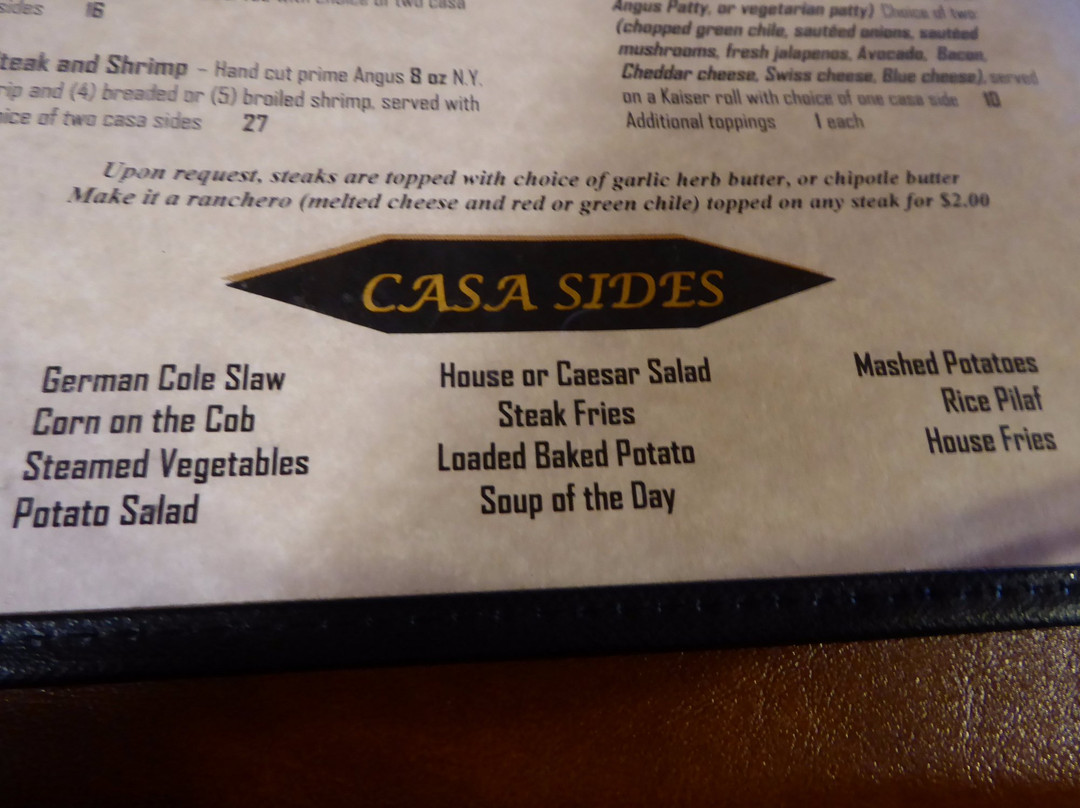 sides 16
choice of two casa
Steak and Shrimp – Hand cut prime Angus 8 oz N.Y.
rip and (4) breaded or (5) broiled shrimp, served with
oice of two casa sides 27
Angus Patty, or vegetarian patty) Choice of two
(chopped green chile, sautéed onions, sautéed
mushrooms, fresh jalapenos, Avocado, Bacon,
Cheddar cheese, Swiss cheese, Blue cheese), served
on a Kaiser roll with choice of one casa side 10
Additional toppings 1 each
Upon request, steaks are topped with choice of garlic herb butter, or chipotle butter
Make it a ranchero (melted cheese and red or green chile) topped on any steak for $2.00
CASA SIDES
German Cole Slaw
Corn on the Cob
Steamed Vegetables
Potato Salad
House or Caesar Salad
Steak Fries
Loaded Baked Potato
Soup of the Day
Mashed Potatoes
Rice Pilaf
House Fries